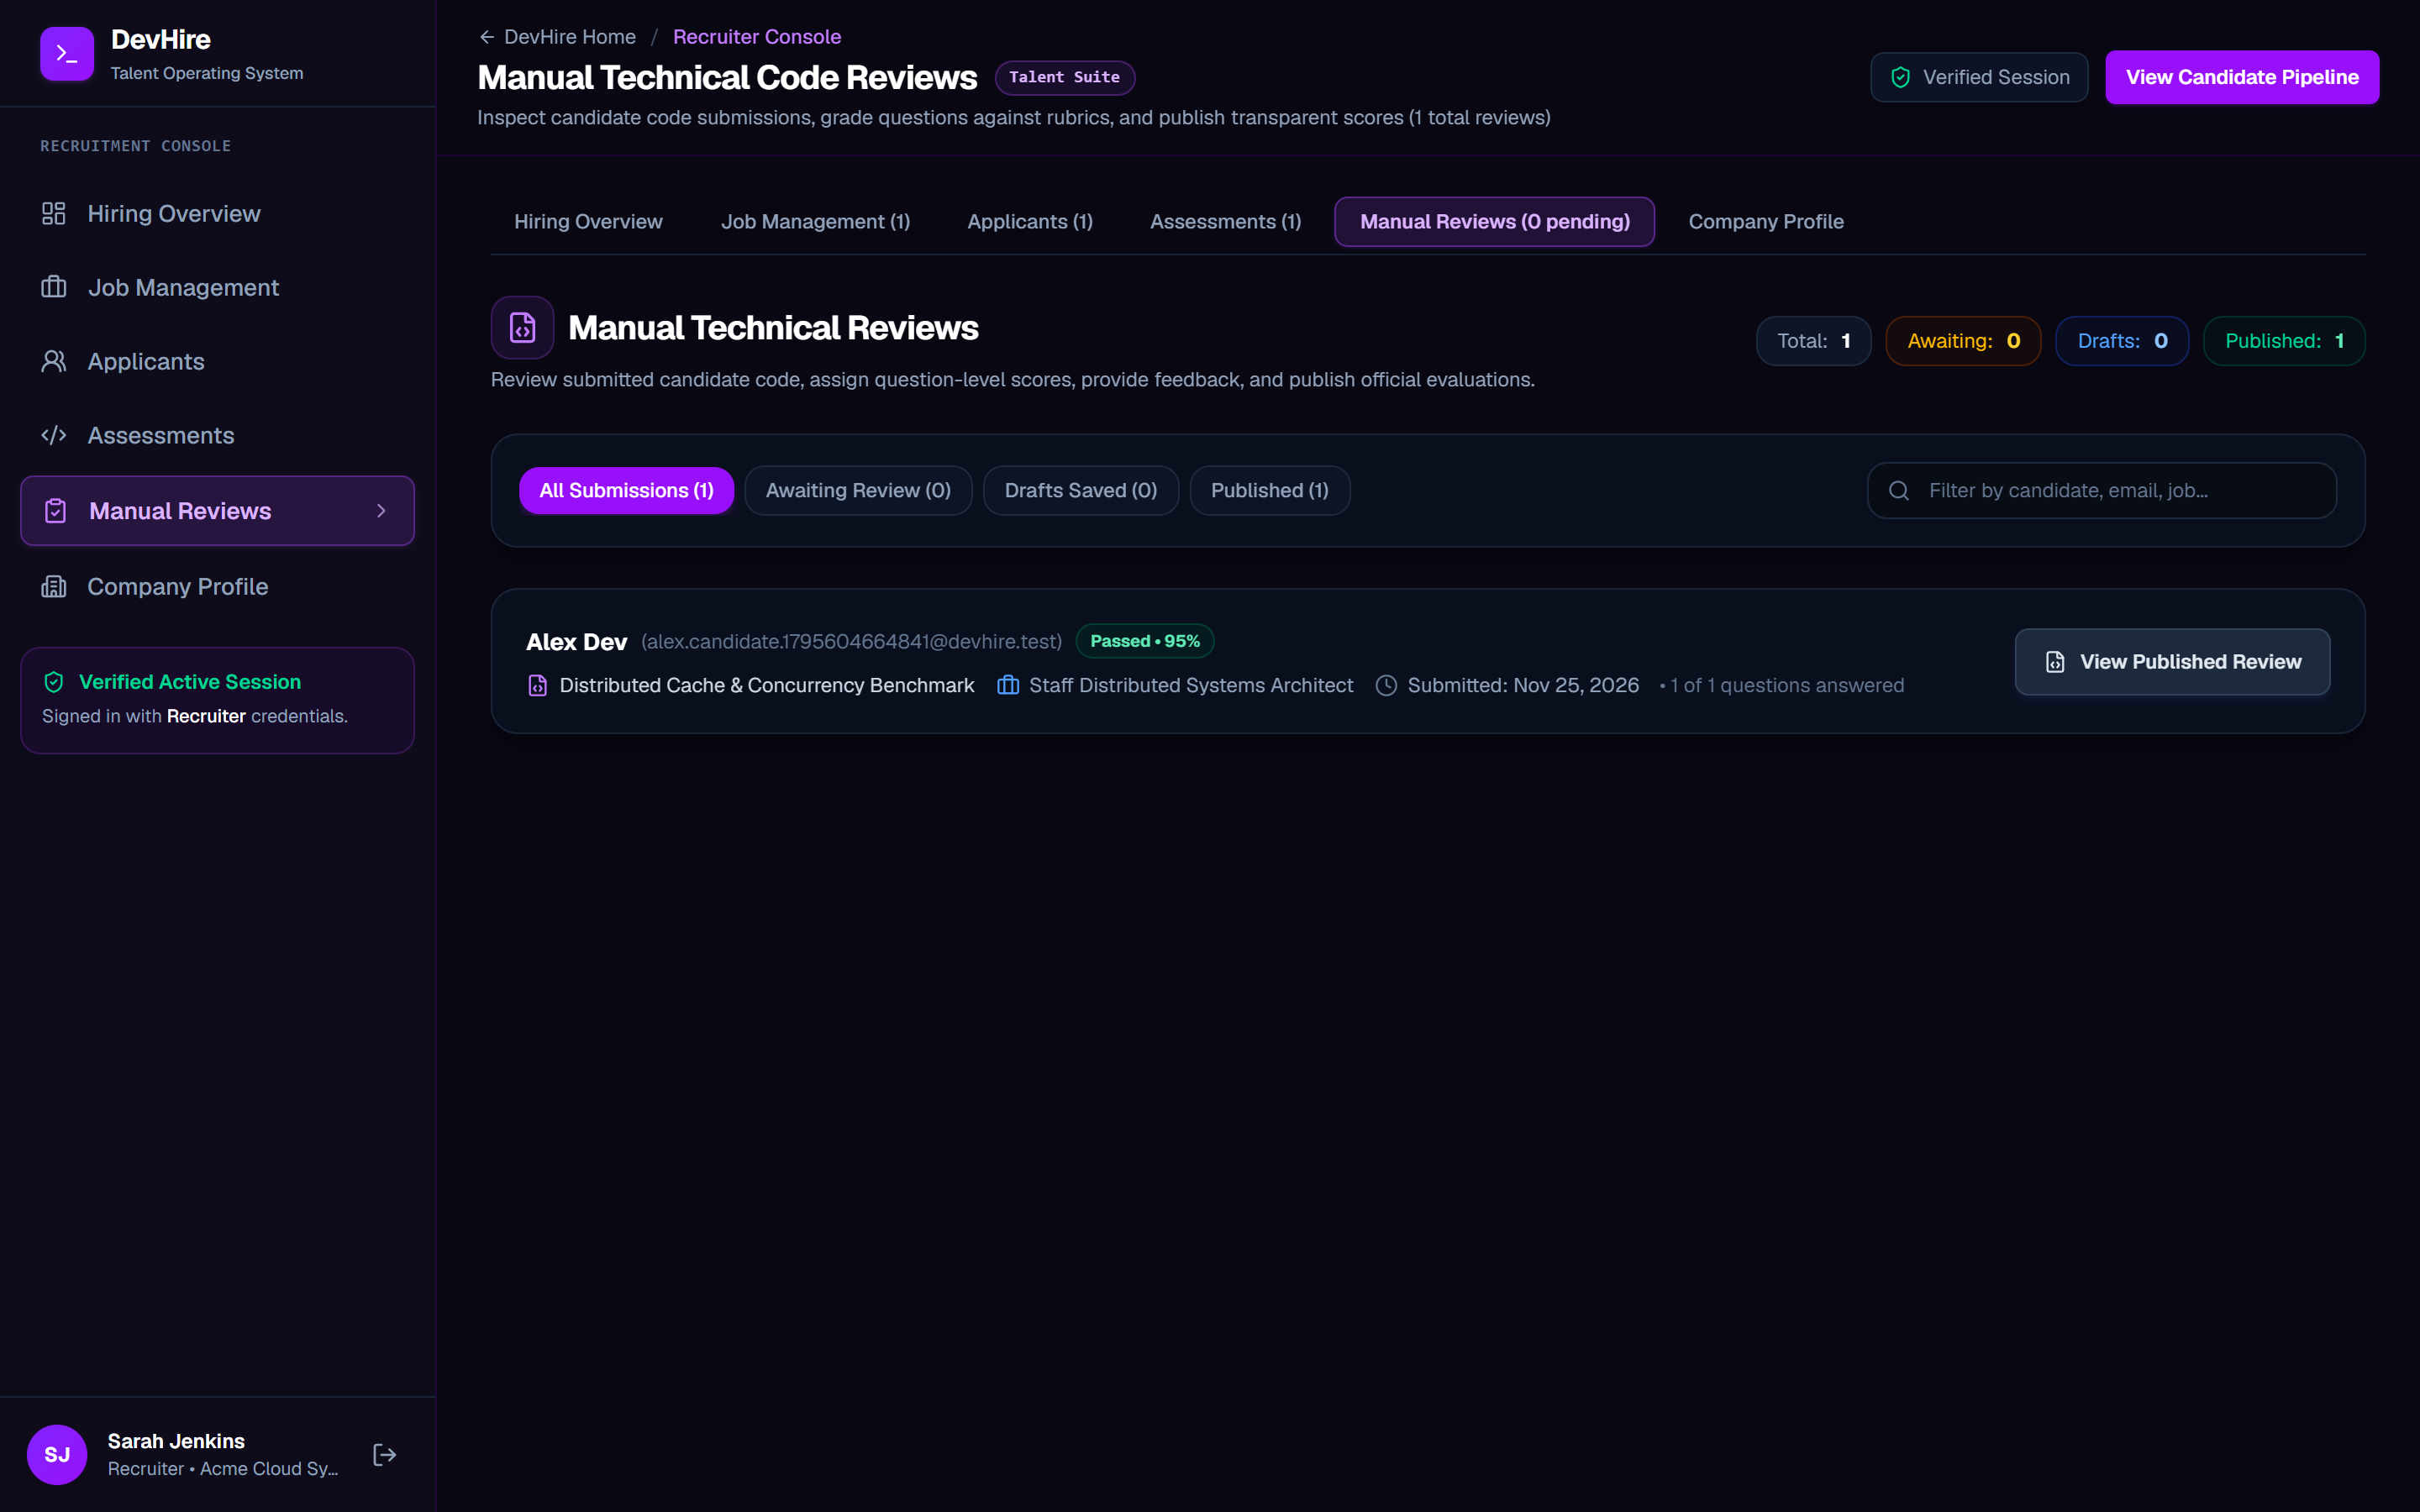 DevHire
Talent Operating System
RECRUITMENT CONSOLE
Hiring Overview
Job Management
Applicants
Assessments
Manual Reviews
Company Profile
Verified Active Session
Signed in with Recruiter credentials.
SJ
Sarah Jenkins
Recruiter • Acme Cloud Sy...
DevHire Home / Recruiter Console
Manual Technical Code Reviews Talent Suite
Inspect candidate code submissions, grade questions against rubrics, and publish transparent scores (1 total reviews)
Verified Session
View Candidate Pipeline
Hiring Overview Job Management (1) Applicants (1) Assessments (1) Manual Reviews (0 pending) Company Profile
Manual Technical Reviews
Review submitted candidate code, assign question-level scores, provide feedback, and publish official evaluations.
Total: 1 Awaiting: 0 Drafts: 0 Published: 1
All Submissions (1) Awaiting Review (0) Drafts Saved (0) Published (1)
Filter by candidate, email, job...
Alex Dev (alex.candidate.1795604664841@devhire.test) Passed • 95%
Distributed Cache & Concurrency Benchmark Staff Distributed Systems Architect Submitted: Nov 25, 2026 • 1 of 1 questions answered
View Published Review